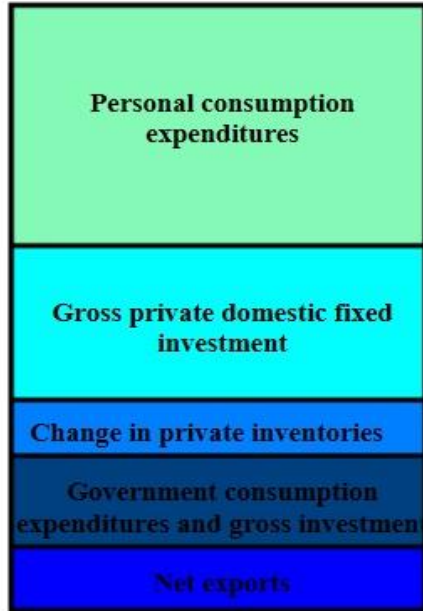 Personal consumption
expenditures
Gross private domestic fixed
investment
Change in private inventories
Government consumption
expenditures and gross investment
Net exports